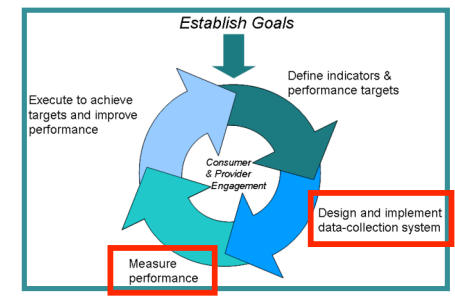 Establish Goals
Define indicators &
performance targets
Execute to achieve
targets and improve
performance
Consumer
& Provider
Engagement
Design and implement
data-collection system
Measure
performance